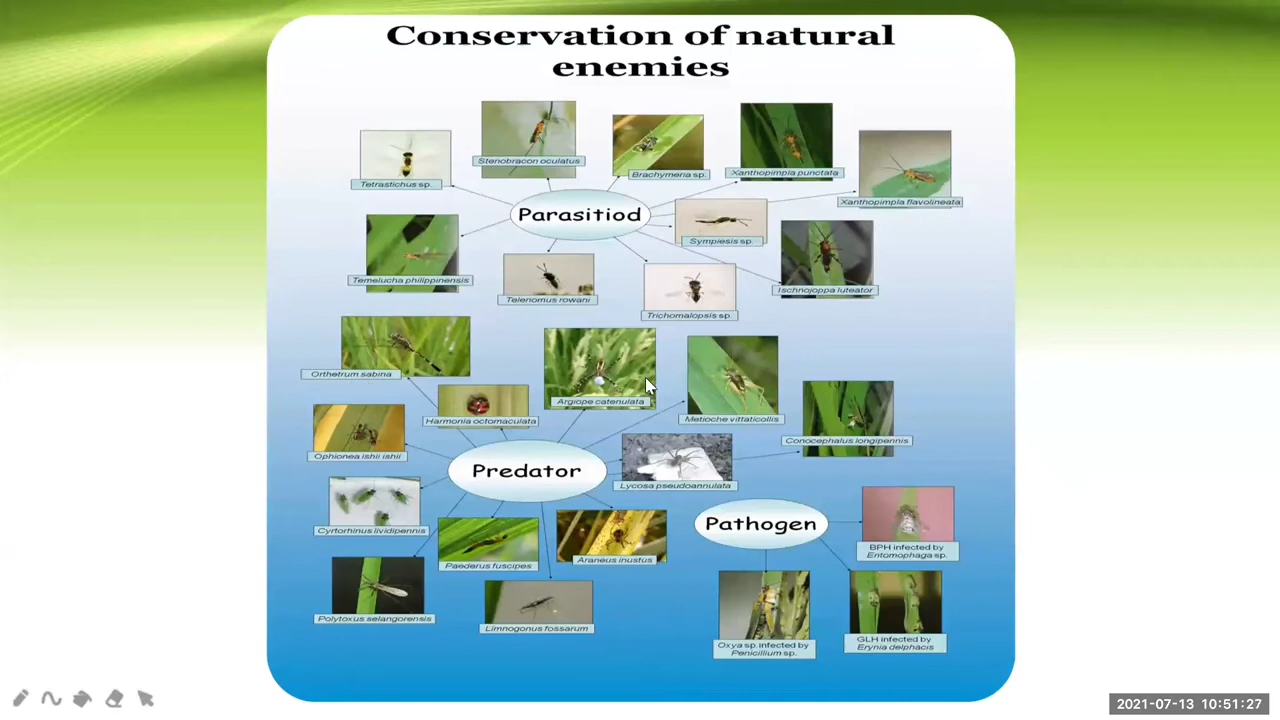 Conservation of natural
enemies
Tetrastichus sp.
Stenobracon oculatus
Brachymeria sp.
Xanthopimpla punctata
Xanthopimpla flavolineata
Parasitiod
Sympiesis sp.
Temelucha philippinensis
Telenomus rowani
Trichomalopsis sp.
Ischnojoppa luteator
Orthetrum sabina
Harmonia octomaculata
Argiope catenulata
Metioche vittaticollis
Conocephalus longipennis
Ophionea ishii ishii
Predator
Lycosa pseudoannulata
Cyrtorhinus lividipennis
Paederus fuscipes
Araneus inustus
Polytoxus selangorensis
Limnogonus fossarum
Pathogen
BPH infected by
Entomophaga sp.
Oxya sp. infected by
Penicillium sp.
GLH infected by
Erynia delphacis
2021-07-13 10:51:27